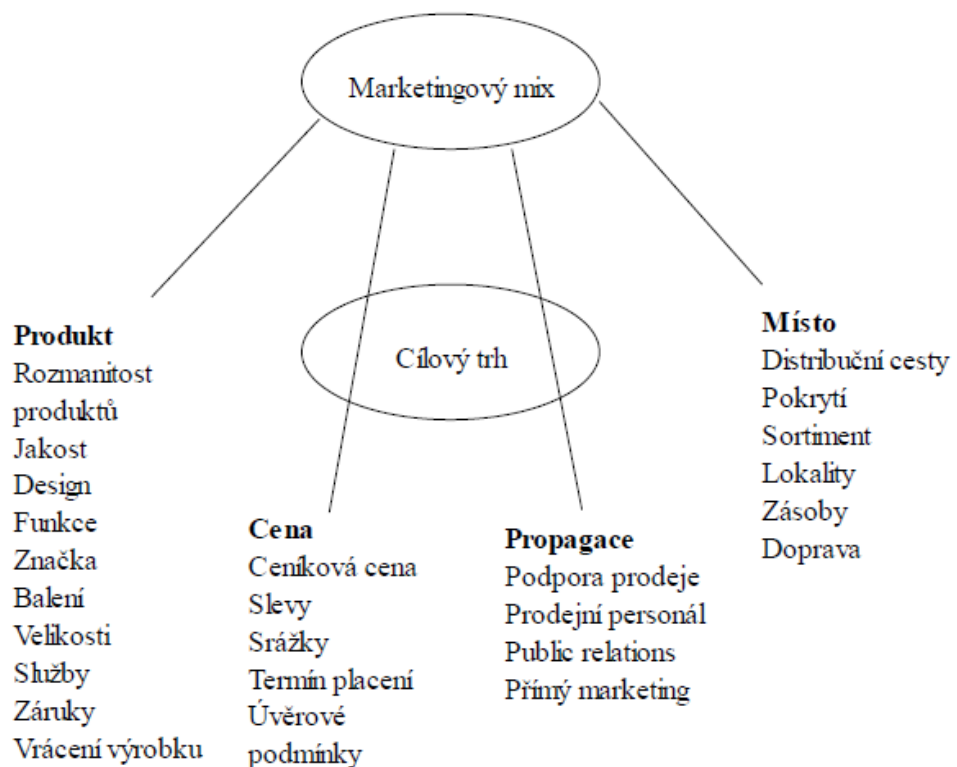 Marketingový mix
Cílový trh
Produkt
Rozmanitost
produktů
Jakost
Design
Funkce
Značka
Balení
Velikosti
Služby
Záruky
Vrácení výrobku
Cena
Ceníková cena
Slevy
Srážky
Termín placení
Úvěrové
podmínky
Propagace
Podpora prodeje
Prodejní personál
Public relations
Přímý marketing
Místo
Distribuční cesty
Pokrytí
Sortiment
Lokality
Zásoby
Doprava